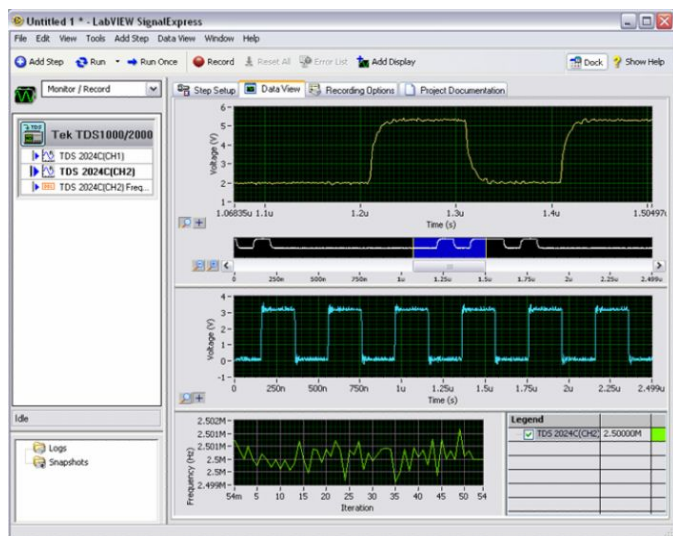 Untitled 1 * - LabVIEW SignalExpress
File Edit View Tools Add Step Data View Window Help
Add Step Run Run Once Record Reset All Error List Add Display Dock Show Help
Monitor / Record
Step Setup Data View Recording Options Project Documentation
Tek TDS1000/2000
TDS 2024C(CH1)
TDS 2024C(CH2)
TDS 2024C(CH2) Freq...
Voltage (V)
6
5
4
3
2
1
1.06835u 1.1u 1.2u 1.3u 1.4u 1.50497u
Time (s)
0 250n 500n 750n 1u 1.25u 1.5u 1.75u 2u 2.25u 2.499u
Voltage (V)
4
3
2
1
0
-1
0 250n 500n 750n 1u 1.25u 1.5u 1.75u 2u 2.25u 2.499u
Time (s)
Idle
Logs
Snapshots
Frequency (Hz)
2.502M
2.501M
2.501M
2.5M
2.5M
2.499M
54m 5 10 15 20 25 30 35 40 45 50 54
Iteration
Legend
TDS 2024C(CH2) 2.50000M